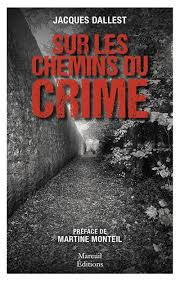 JACQUES DALLEST
SUR LES
CHEMINS DU
CRIME
PRÉFACE DE
MARTINE MONTEIL
Mareuil
Éditions